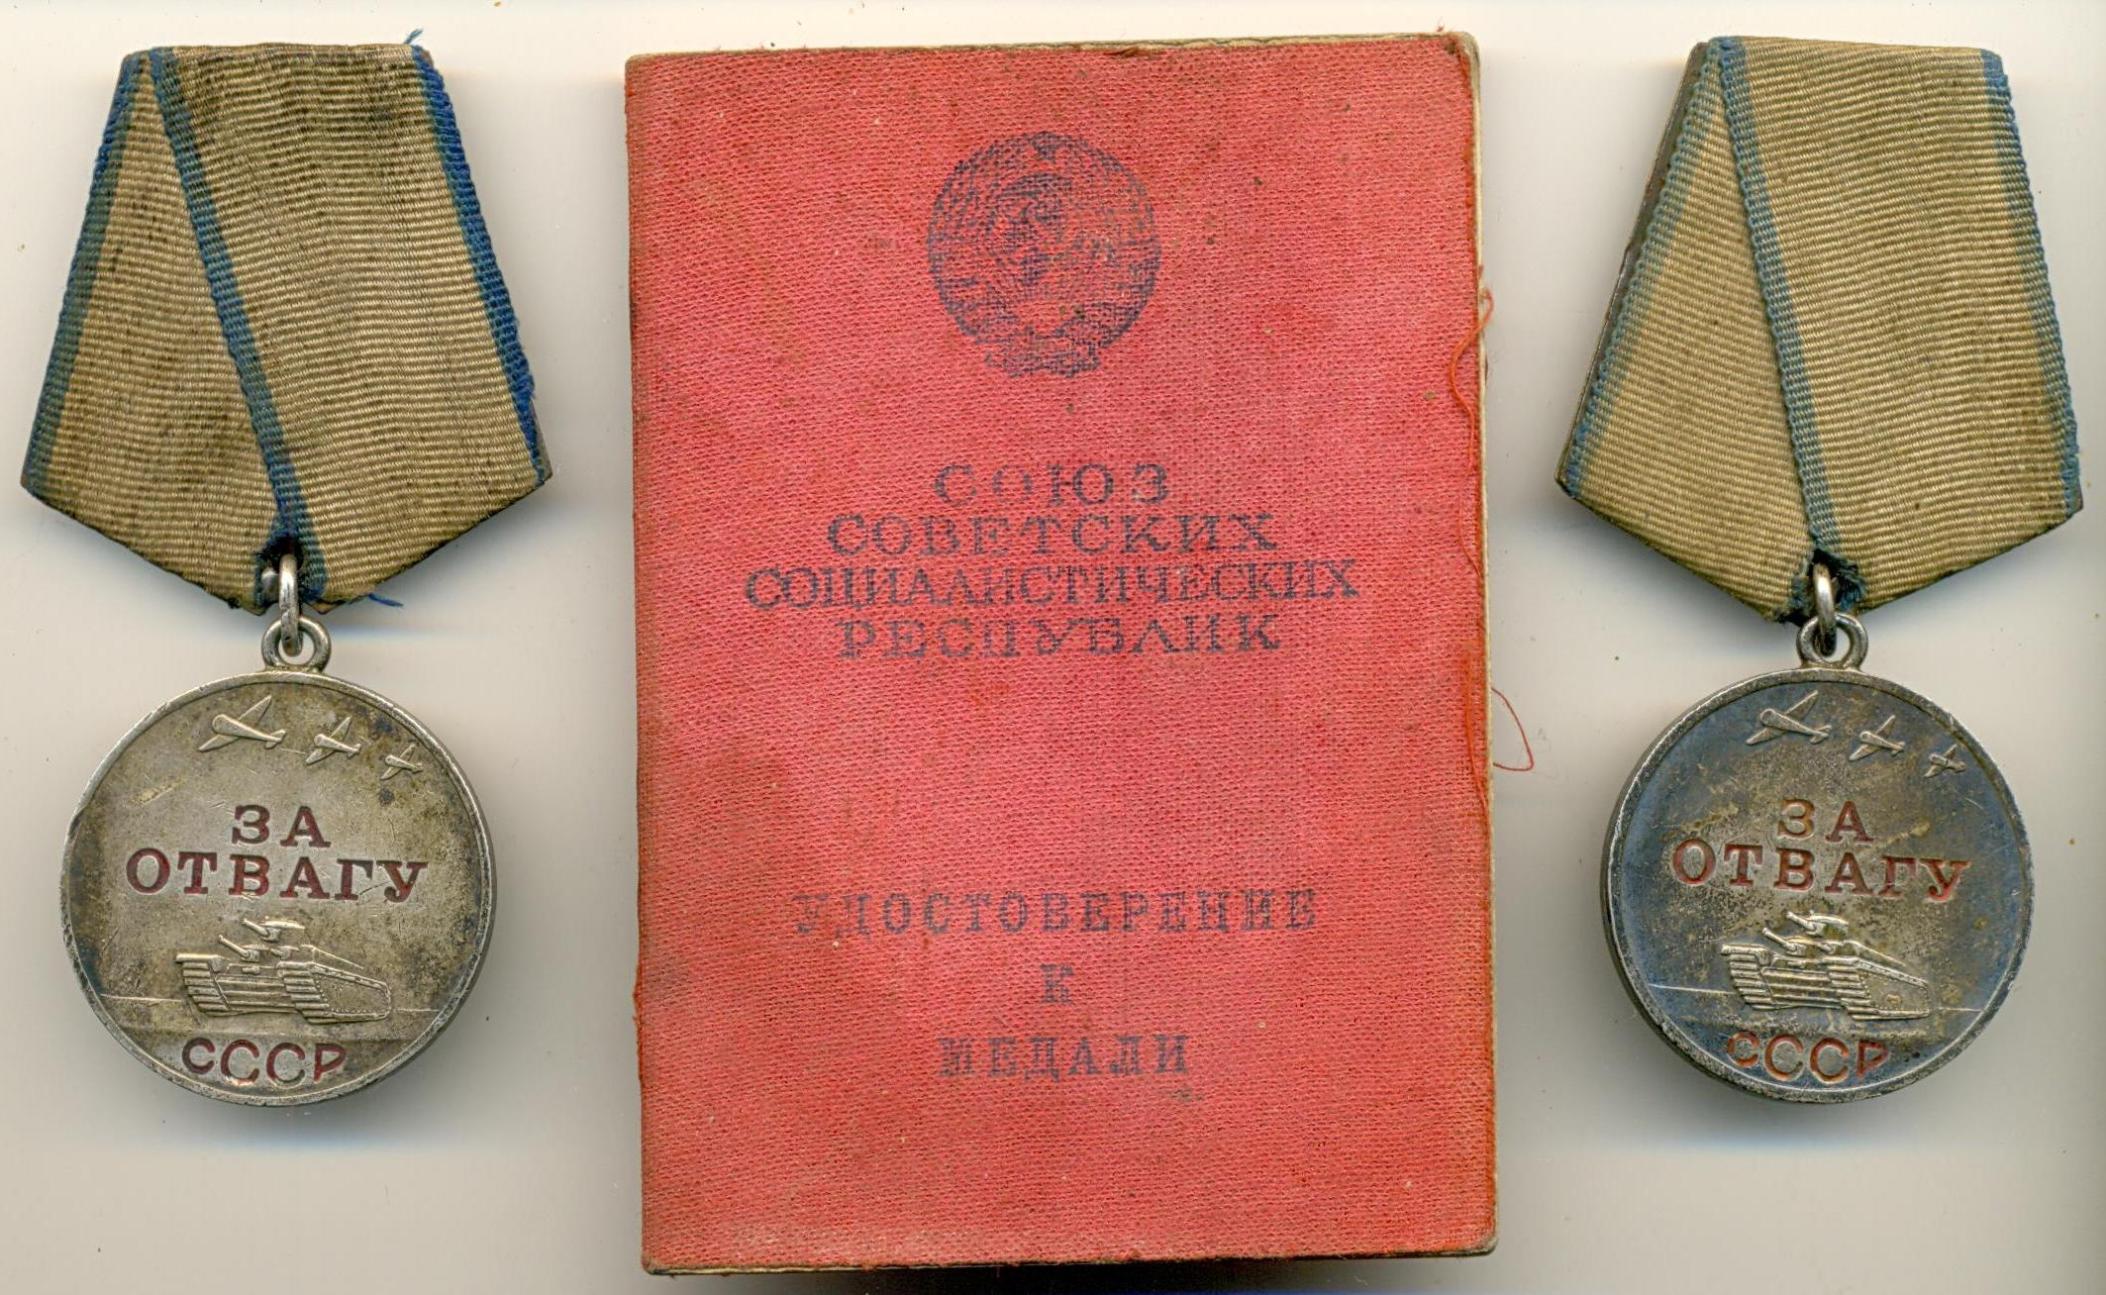 ЗА
ОТВАГУ
СССР
СОЮЗ
СОВЕТСКИХ
СОЦИАЛИСТИЧЕСКИХ
РЕСПУБЛИК
УДОСТОВЕРЕНИЕ
К
МЕДАЛИ
ЗА
ОТВАГУ
СССР